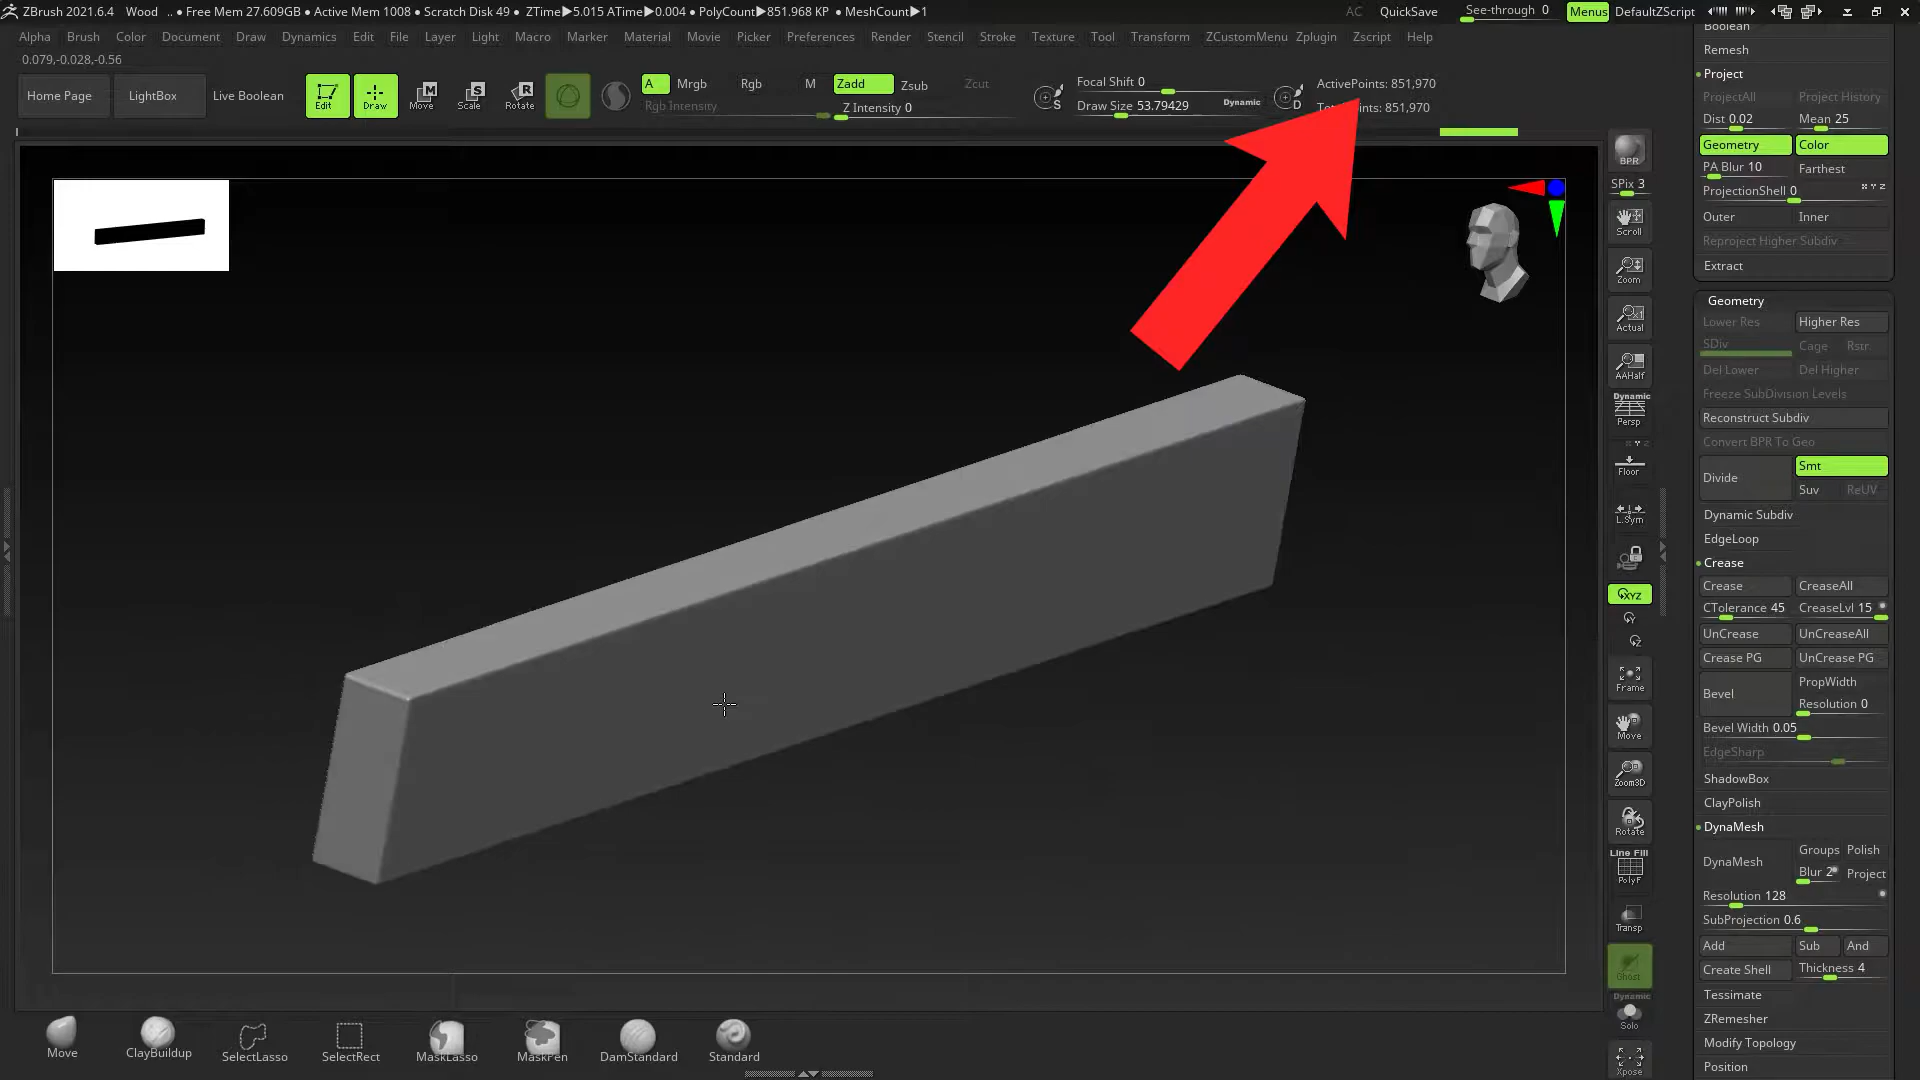 ZBrush 2021.6.4 Wood .. ● Free Mem 27.609GB ● Active Mem 1008 ● Scratch Disk 49 ● ZTime▶5.015 ATime▶0.004 ● PolyCount▶851.968 KP ● MeshCount▶1 AC QuickSave See-through 0 Menus DefaultZScript
Alpha Brush Color Document Draw Dynamics Edit File Layer Light Macro Marker Material Movie Picker Preferences Render Stencil Stroke Texture Tool Transform ZCustomMenu Zplugin Zscript Help
0.079,-0.028,-0.56
Home Page LightBox Live Boolean Edit Draw Move Scale Rotate
A Mrgb Rgb M Zadd Zsub Zcut
Rgb Intensity Z Intensity 0
S Focal Shift 0
Draw Size 53.79429 Dynamic D
ActivePoints: 851,970
851,970
BPR
SPix 3
Scroll
Zoom
Actual
AAHalf
Dynamic
Persp
Floor
L.Sym
XYZ
Y
Z
Frame
Move
Zoom3D
Rotate
Line Fill
PolyF
Transp
Ghost
Dynamic
Solo
Xpose
Boolean
Remesh
Project
ProjectAll Project History
Dist 0.02 Mean 25
Geometry Color
PA Blur 10 Farthest
ProjectionShell 0 X Y Z
Outer Inner
Reproject Higher Subdiv
Extract
Geometry
Lower Res Higher Res
SDiv Cage Rstr
Del Lower Del Higher
Freeze SubDivision Levels
Reconstruct Subdiv
Convert BPR To Geo
Divide Smt
Suv ReUV
Dynamic Subdiv
EdgeLoop
Crease
Crease CreaseAll
CTolerance 45 CreaseLvl 15
UnCrease UnCreaseAll
Crease PG UnCrease PG
Bevel PropWidth
Resolution 0
Bevel Width 0.05
EdgeSharp
ShadowBox
ClayPolish
DynaMesh
DynaMesh Groups Polish
Blur 2 Project
Resolution 128
SubProjection 0.6
Add Sub And
Create Shell Thickness 4
Tessimate
ZRemesher
Modify Topology
Position
Move ClayBuildup SelectLasso SelectRect MaskLasso MaskPen DamStandard Standard